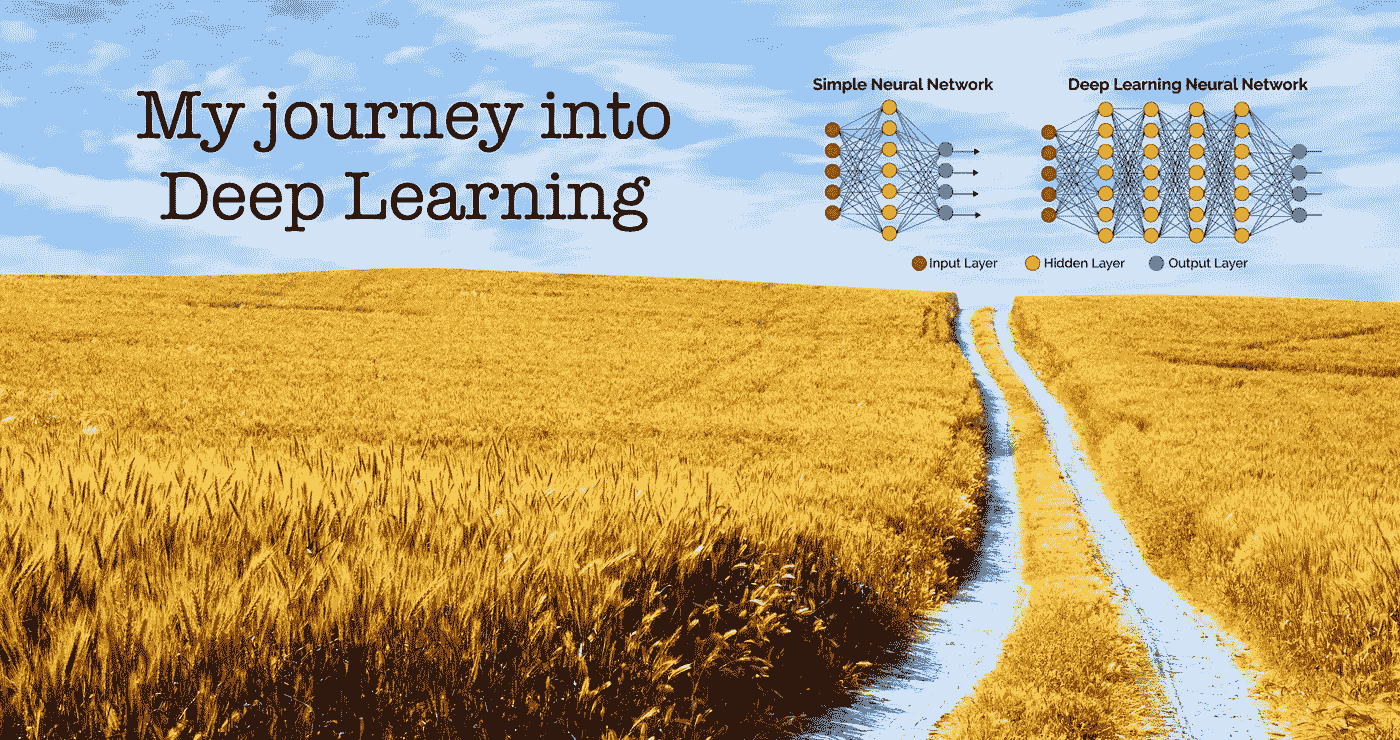 My journey into
Deep Learning
Simple Neural Network
Deep Learning Neural Network
Input Layer
Hidden Layer
Output Layer